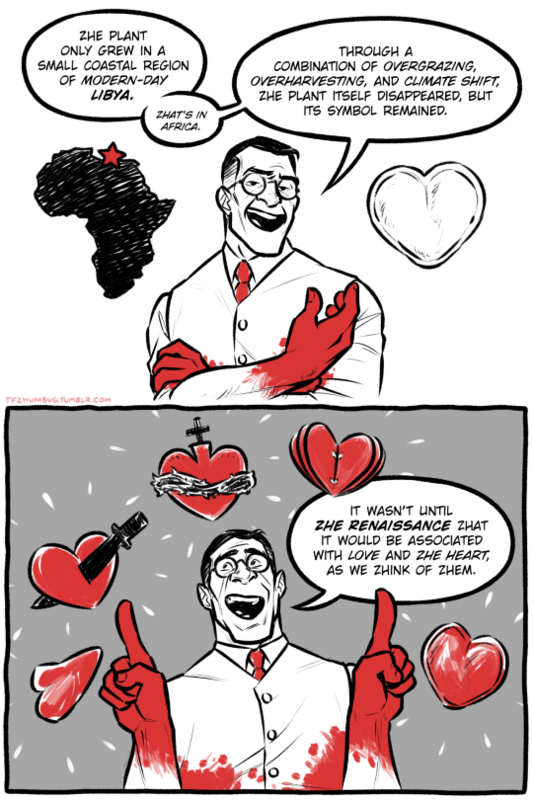 ZHE PLANT
ONLY GREW IN A
SMALL COASTAL REGION
OF MODERN-DAY
LIBYA.
ZHAT'S IN
AFRICA.
THROUGH A
COMBINATION OF OVERGRAZING,
OVERHARVESTING, AND CLIMATE SHIFT,
ZHE PLANT ITSELF DISAPPEARED, BUT
ITS SYMBOL REMAINED.
TF2HUMBUG.TUMBLR.COM
IT WASN'T UNTIL
ZHE RENAISSANCE ZHAT
IT WOULD BE ASSOCIATED
WITH LOVE AND ZHE HEART,
AS WE ZHINK OF ZHEM.